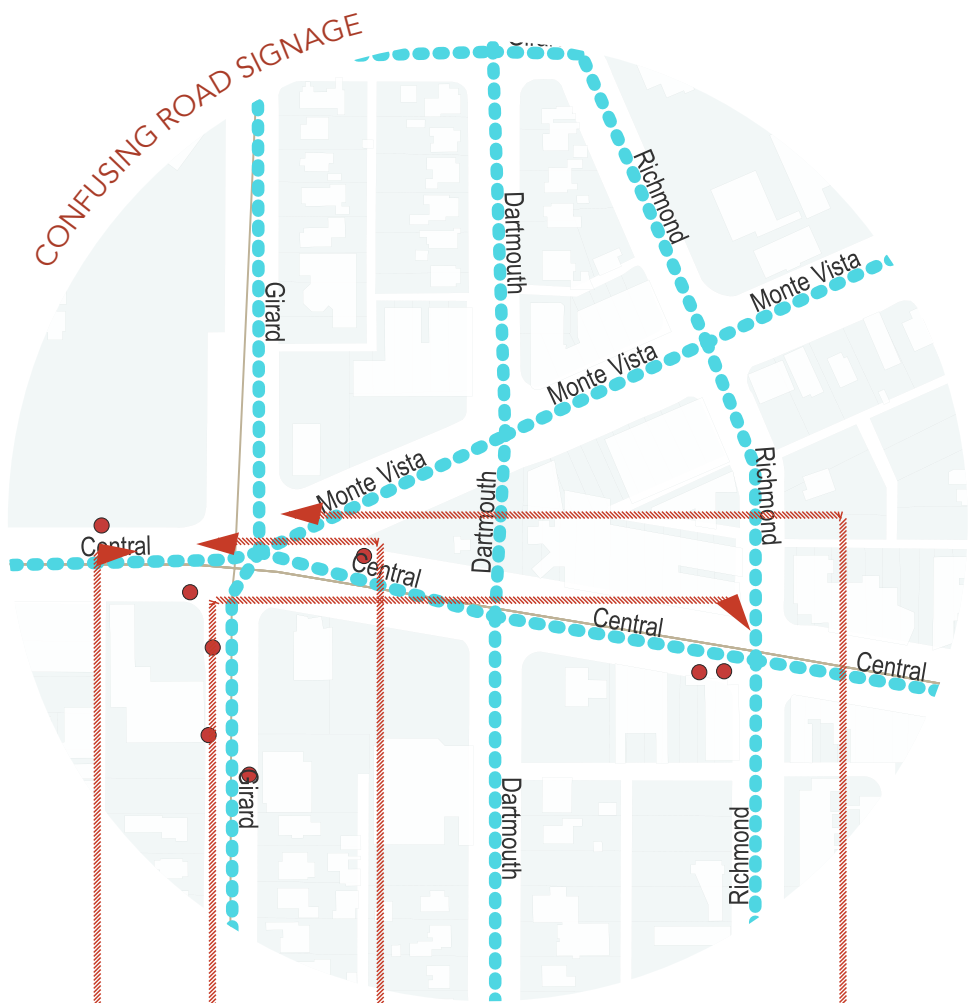 CONFUSING ROAD SIGNAGE
Richmond
Dartmouth
Girard
Monte Vista
Monte Vista
Monte Vista
Richmond
Dartmouth
Central
Central
Central
Central
Girard
Dartmouth
Richmond